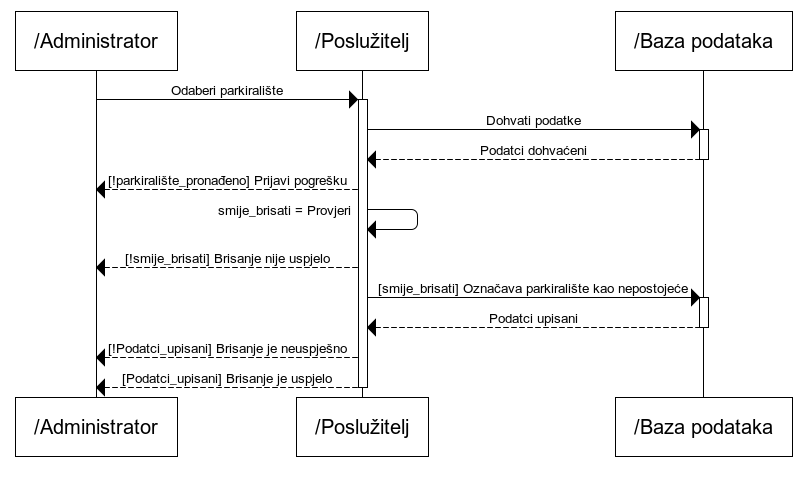 /Administrator
/Poslužitelj
/Baza podataka
Odaberi parkiralište
Dohvati podatke
Podatci dohvaćeni
[!parkiralište_pronađeno] Prijavi pogrešku
smije_brisati = Provjeri
[!smije_brisati] Brisanje nije uspjelo
[smije_brisati] Označava parkiralište kao nepostojeće
Podatci upisani
[!Podatci_upisani] Brisanje je neuspješno
[Podatci_upisani] Brisanje je uspjelo
/Administrator
/Poslužitelj
/Baza podataka